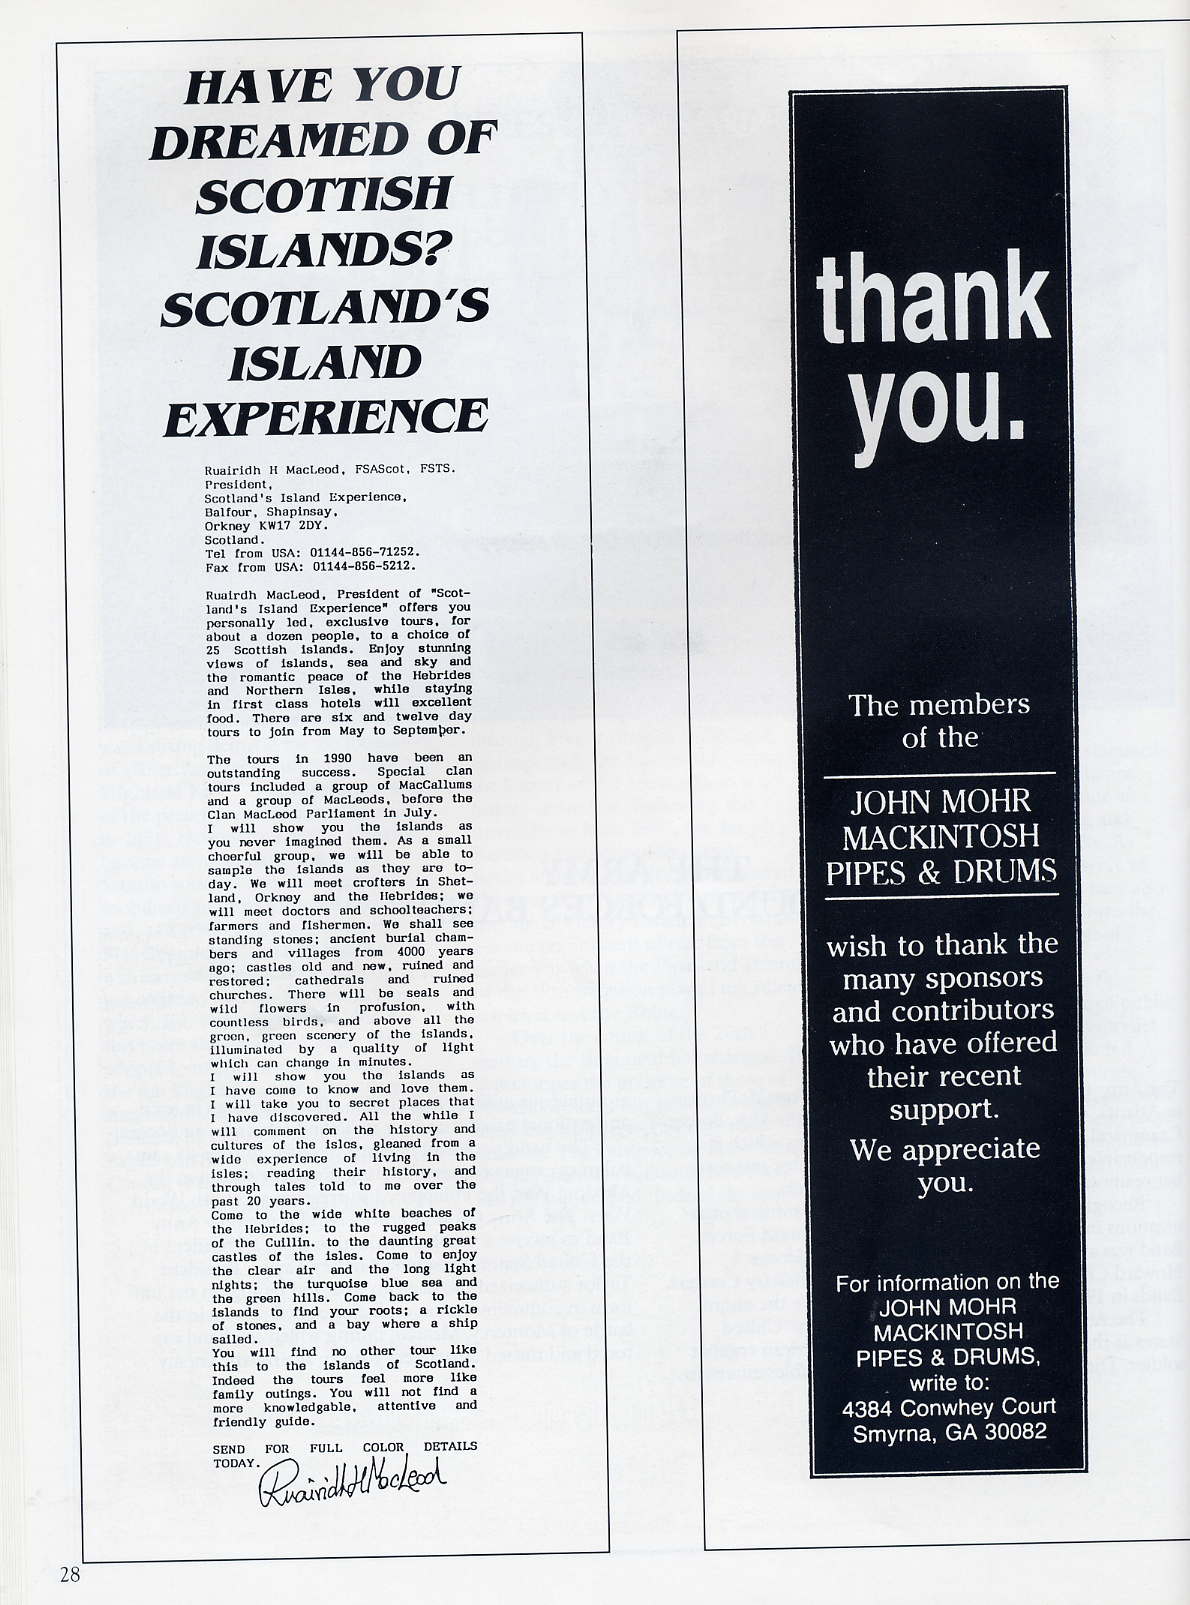 HAVE YOU
DREAMED OF
SCOTTISH
ISLANDS?
SCOTLAND'S
ISLAND
EXPERIENCE
Ruairidh H MacLeod, FSAScot, FSTS.
President,
Scotland's Island Experience,
Balfour, Shapinsay,
Orkney KW17 2DY.
Scotland.
Tel from USA: 01144-856-71252.
Fax from USA: 01144-856-5212.
Ruairdh MacLeod, President of "Scot-
land's Island Experience" offers you
personally led, exclusive tours, for
about a dozen people, to a choice of
25 Scottish islands. Enjoy stunning
views of islands, sea and sky and
the romantic peace of the Hebrides
and Northern Isles, while staying
in first class hotels will excellent
food. There are six and twelve day
tours to join from May to September.
The tours in 1990 have been an
outstanding success. Special clan
tours included a group of MacCallums
and a group of MacLeods, before the
Clan MacLeod Parliament in July.
I will show you the islands as
you never imagined them. As a small
cheerful group, we will be able to
sample the islands as they are to-
day. We will meet crofters in Shet-
land, Orkney and the Hebrides; we
will meet doctors and schoolteachers;
farmers and fishermen. We shall see
standing stones; ancient burial cham-
bers and villages from 4000 years
ago; castles old and new, ruined and
restored; cathedrals and ruined
churches. There will be seals and
wild flowers in profusion, with
countless birds, and above all the
green, green scenery of the islands,
illuminated by a quality of light
which can change in minutes.
I will show you the islands as
I have come to know and love them.
I will take you to secret places that
I have discovered. All the while I
will comment on the history and
cultures of the isles, gleaned from a
wide experience of living in the
isles; reading their history, and
through tales told to me over the
past 20 years.
Come to the wide white beaches of
the Hebrides; to the rugged peaks
of the Cuillin. to the daunting great
castles of the isles. Come to enjoy
the clear air and the long light
nights; the turquoise blue sea and
the green hills. Come back to the
islands to find your roots; a rickle
of stones, and a bay where a ship
sailed.
You will find no other tour like
this to the islands of Scotland.
Indeed the tours feel more like
family outings. You will not find a
more knowledgable, attentive and
friendly guide.
SEND FOR FULL COLOR DETAILS
TODAY.
Ruairidh H MacLeod
28
thank
you.
The members
of the
JOHN MOHR
MACKINTOSH
PIPES & DRUMS
wish to thank the
many sponsors
and contributors
who have offered
their recent
support.
We appreciate
you.
For information on the
JOHN MOHR
MACKINTOSH
PIPES & DRUMS,
write to:
4384 Conwhey Court
Smyrna, GA 30082